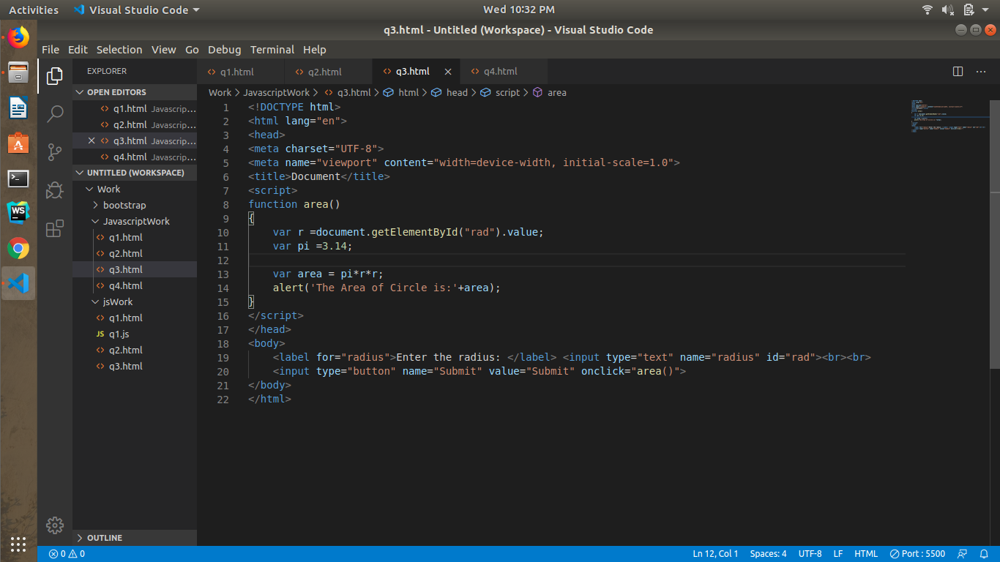 Activities Visual Studio Code Wed 10:32 PM
q3.html - Untitled (Workspace) - Visual Studio Code
File Edit Selection View Go Debug Terminal Help
EXPLORER
OPEN EDITORS
q1.html Javascrip...
q2.html Javascrip...
q3.html Javascrip...
q4.html Javascrip...
UNTITLED (WORKSPACE)
Work
bootstrap
JavascriptWork
q1.html
q2.html
q3.html
q4.html
jsWork
q1.html
JS q1.js
q2.html
q3.html
OUTLINE
q1.html q2.html q3.html q4.html
Work > JavascriptWork > q3.html > html > head > script > area
1 <!DOCTYPE html>
2 <html lang="en">
3 <head>
4 <meta charset="UTF-8">
5 <meta name="viewport" content="width=device-width, initial-scale=1.0">
6 <title>Document</title>
7 <script>
8 function area()
9 {
10     var r =document.getElementById("rad").value;
11     var pi =3.14;
12
13     var area = pi*r*r;
14     alert('The Area of Circle is:'+area);
15 }
16 </script>
17 </head>
18 <body>
19     <label for="radius">Enter the radius: </label> <input type="text" name="radius" id="rad"><br><br>
20     <input type="button" name="Submit" value="Submit" onclick="area()">
21 </body>
22 </html>
WS
0 0 Ln 12, Col 1 Spaces: 4 UTF-8 LF HTML Port : 5500